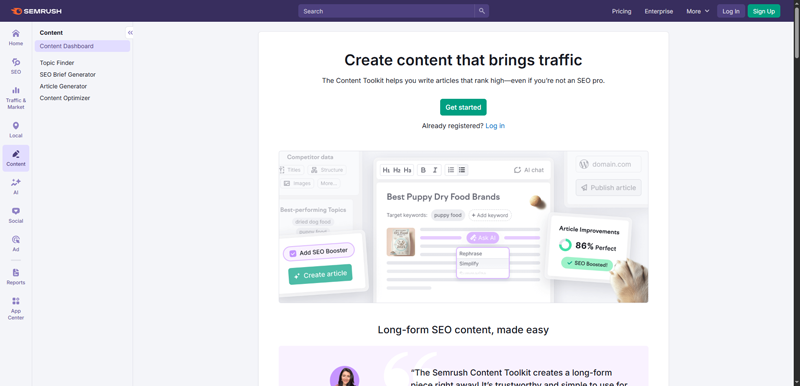 SEMRUSH
Search
Pricing
Enterprise
More
Log In
Sign Up
Home
SEO
Traffic &
Market
Local
Content
AI
Social
Ad
Reports
App
Center
Content
Content Dashboard
Topic Finder
SEO Brief Generator
Article Generator
Content Optimizer
Create content that brings traffic
The Content Toolkit helps you write articles that rank high—even if you're not an SEO pro.
Get started
Already registered? Log in
Competitor data
Titles
Structure
Images
More...
Best-performing Topics
dried dog food
puppy food
Add SEO Booster
Create article
H1 H2 H3 B I
AI chat
Best Puppy Dry Food Brands
Target keywords: puppy food + Add keyword
Ask AI
Rephrase
Simplify
domain.com
Publish article
Article Improvements
86% Perfect
SEO Boosted!
Long-form SEO content, made easy
“The Semrush Content Toolkit creates a long-form
piece right away! It's trustworthy and simple to use for